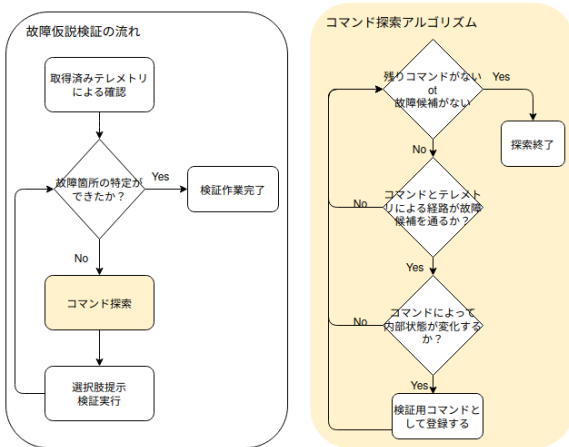 故障仮説検証の流れ
取得済みテレメトリ
による確認
故障箇所の特定が
できたか？
Yes
検証作業完了
No
コマンド探索
選択肢提示
検証実行
コマンド探索アルゴリズム
残りコマンドがない
ot
故障候補がない
Yes
探索終了
No
コマンドとテレメト
リによる経路が故障
候補を通るか？
No
Yes
コマンドによって
内部状態が変化する
か？
No
Yes
検証用コマンドと
して登録する